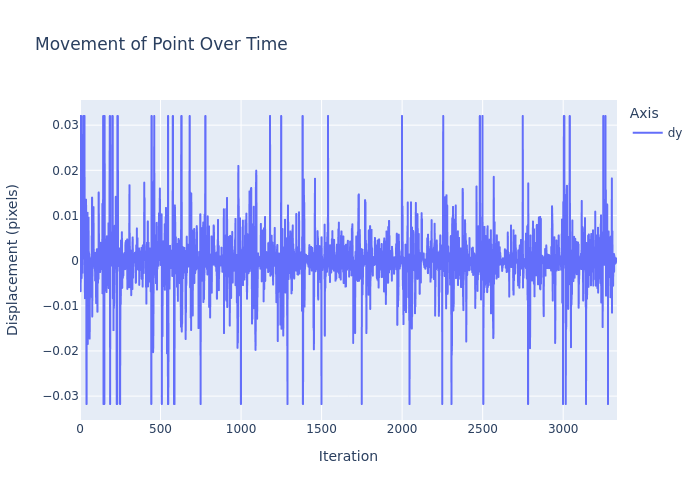 Movement of Point Over Time
Axis
dy
Displacement (pixels)
0.03
0.02
0.01
0
−0.01
−0.02
−0.03
0 500 1000 1500 2000 2500 3000
Iteration